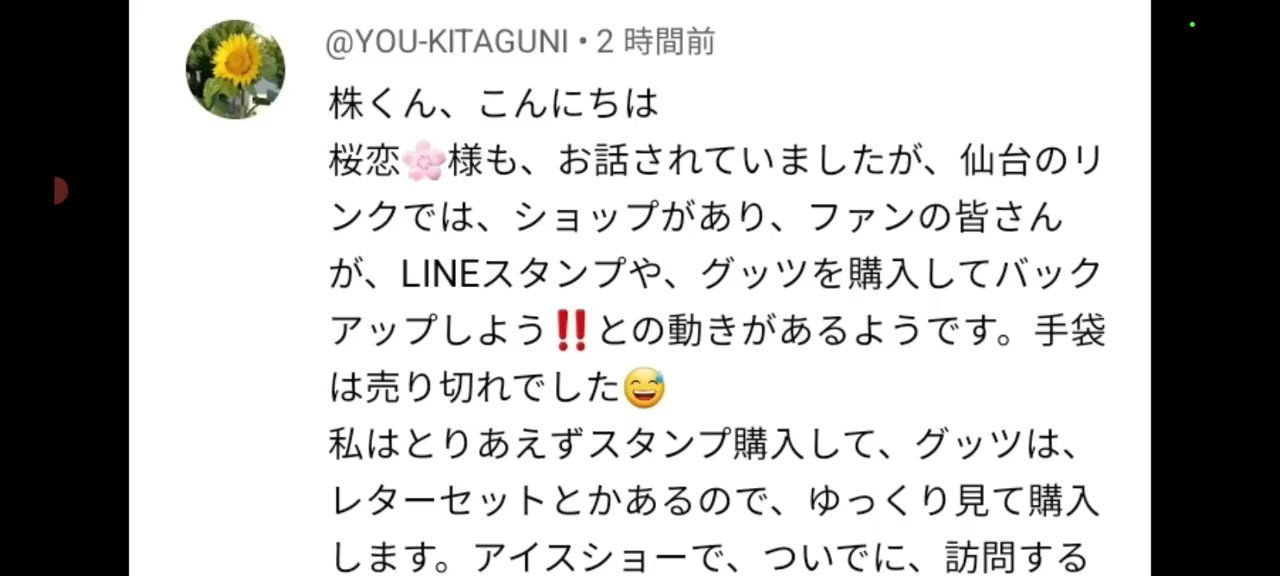 @YOU-KITAGUNI • 2 時間前
株くん、こんにちは
桜恋🌸様も、お話されていましたが、仙台のリ
ンクでは、ショップがあり、ファンの皆さん
が、LINEスタンプや、グッツを購入してバック
アップしよう‼️との動きがあるようです。手袋
は売り切れでした😅
私はとりあえずスタンプ購入して、グッツは、
レターセットとかあるので、ゆっくり見て購入
します。アイスショーで、ついでに、訪問する